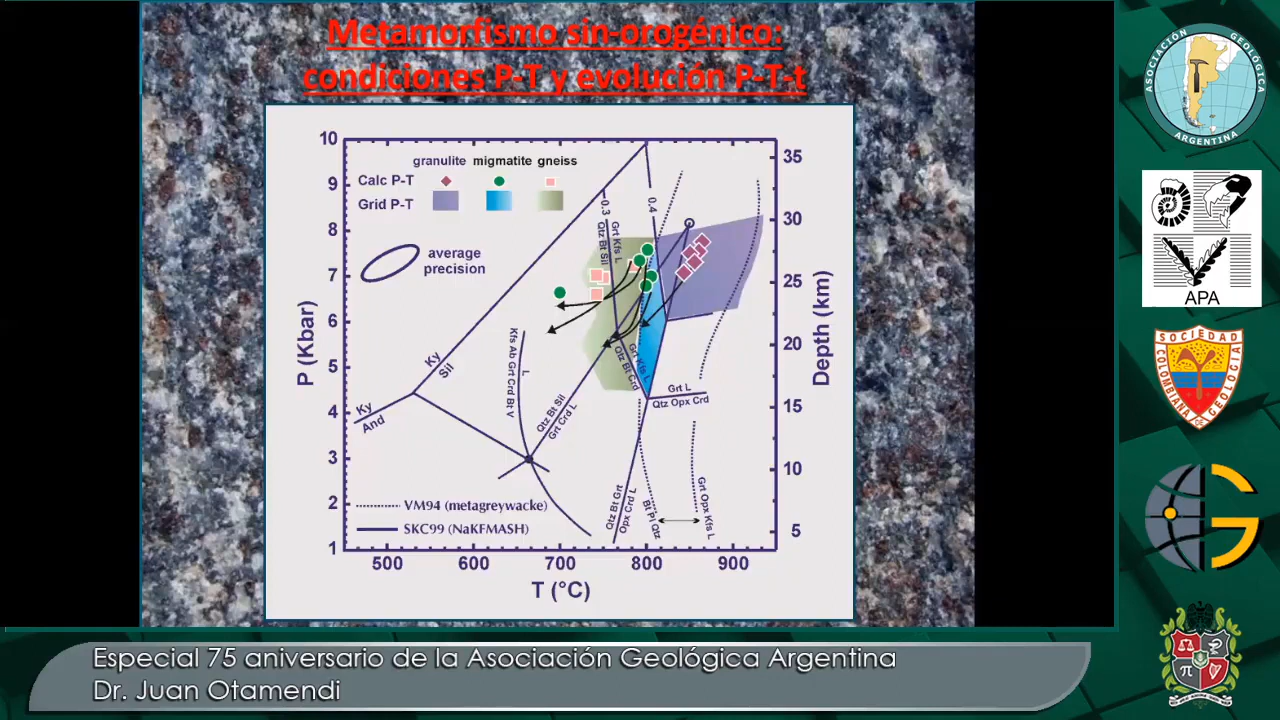 Metamorfismo sin-orogénico:
condiciones P-T y evolución P-T-t
granulite migmatite gneiss
Calc P-T
Grid P-T
average
precision
P (Kbar)
10
9
8
7
6
5
4
3
2
1
500 600 700 800 900
T (°C)
35
30
25
20
15
10
5
Depth (km)
Ky
Sil
Ky
And
0.3
0.4
Grt Kfs L
Qtz Bt Sil
Kfs Ab Grt Crd Bt V
L
Qtz Bt Sil
Grt Crd L
Grt Kfs L
Qtz Bt Crd
Grt L
Qtz Opx Crd
Qtz Bt Grt
Opx Crd L
Bt Pl Qtz
Grt Opx Kfs L
VM94 (metagreywacke)
SKC99 (NaKFMASH)
ASOCIACIÓN GEOLÓGICA
ARGENTINA
APA
SOCIEDAD
COLOMBIANA
DE
GEOLOGIA
G
Especial 75 aniversario de la Asociación Geológica Argentina
Dr. Juan Otamendi